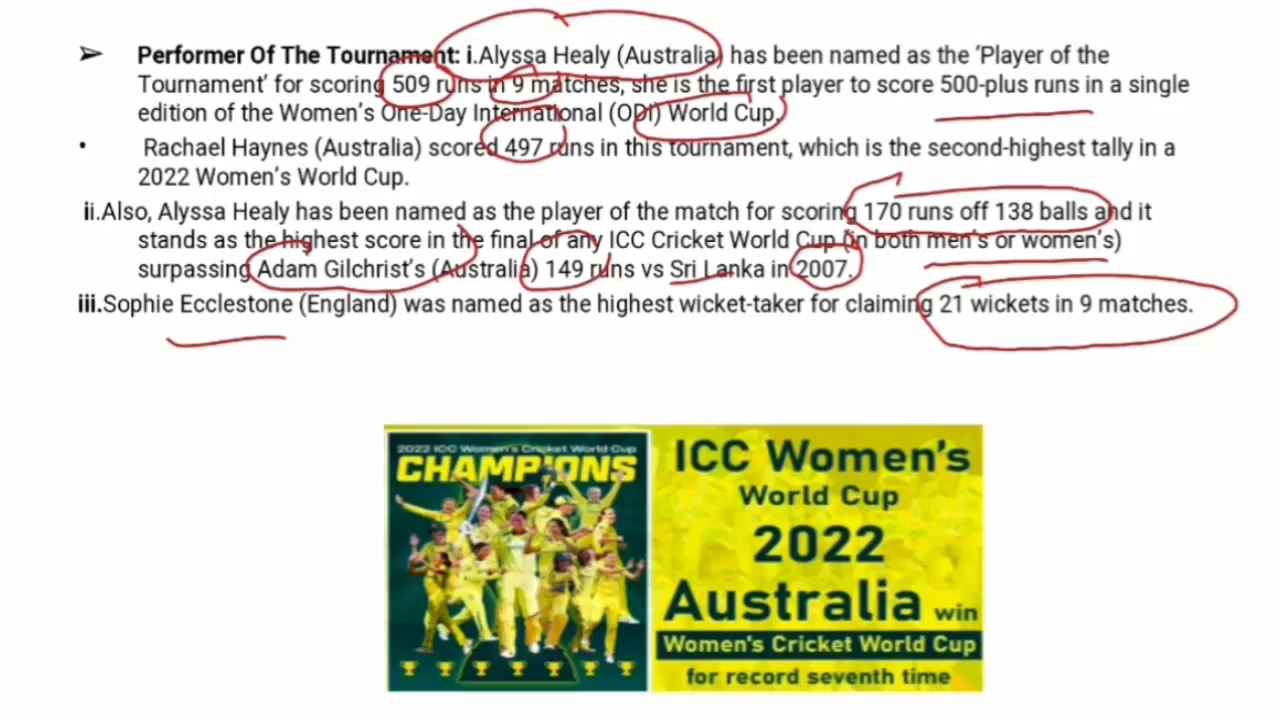 ➢ Performer Of The Tournament: i.Alyssa Healy (Australia) has been named as the ‘Player of the
Tournament’ for scoring 509 runs in 9 matches, she is the first player to score 500-plus runs in a single
edition of the Women’s One-Day International (ODI) World Cup.
• Rachael Haynes (Australia) scored 497 runs in this tournament, which is the second-highest tally in a
2022 Women’s World Cup.
ii.Also, Alyssa Healy has been named as the player of the match for scoring 170 runs off 138 balls and it
stands as the highest score in the final of any ICC Cricket World Cup (in both men’s or women’s)
surpassing Adam Gilchrist’s (Australia) 149 runs vs Sri Lanka in 2007.
iii.Sophie Ecclestone (England) was named as the highest wicket-taker for claiming 21 wickets in 9 matches.
2022 ICC Women's Cricket World Cup
CHAMPIONS
ICC Women's
World Cup
2022
Australia win
Women's Cricket World Cup
for record seventh time